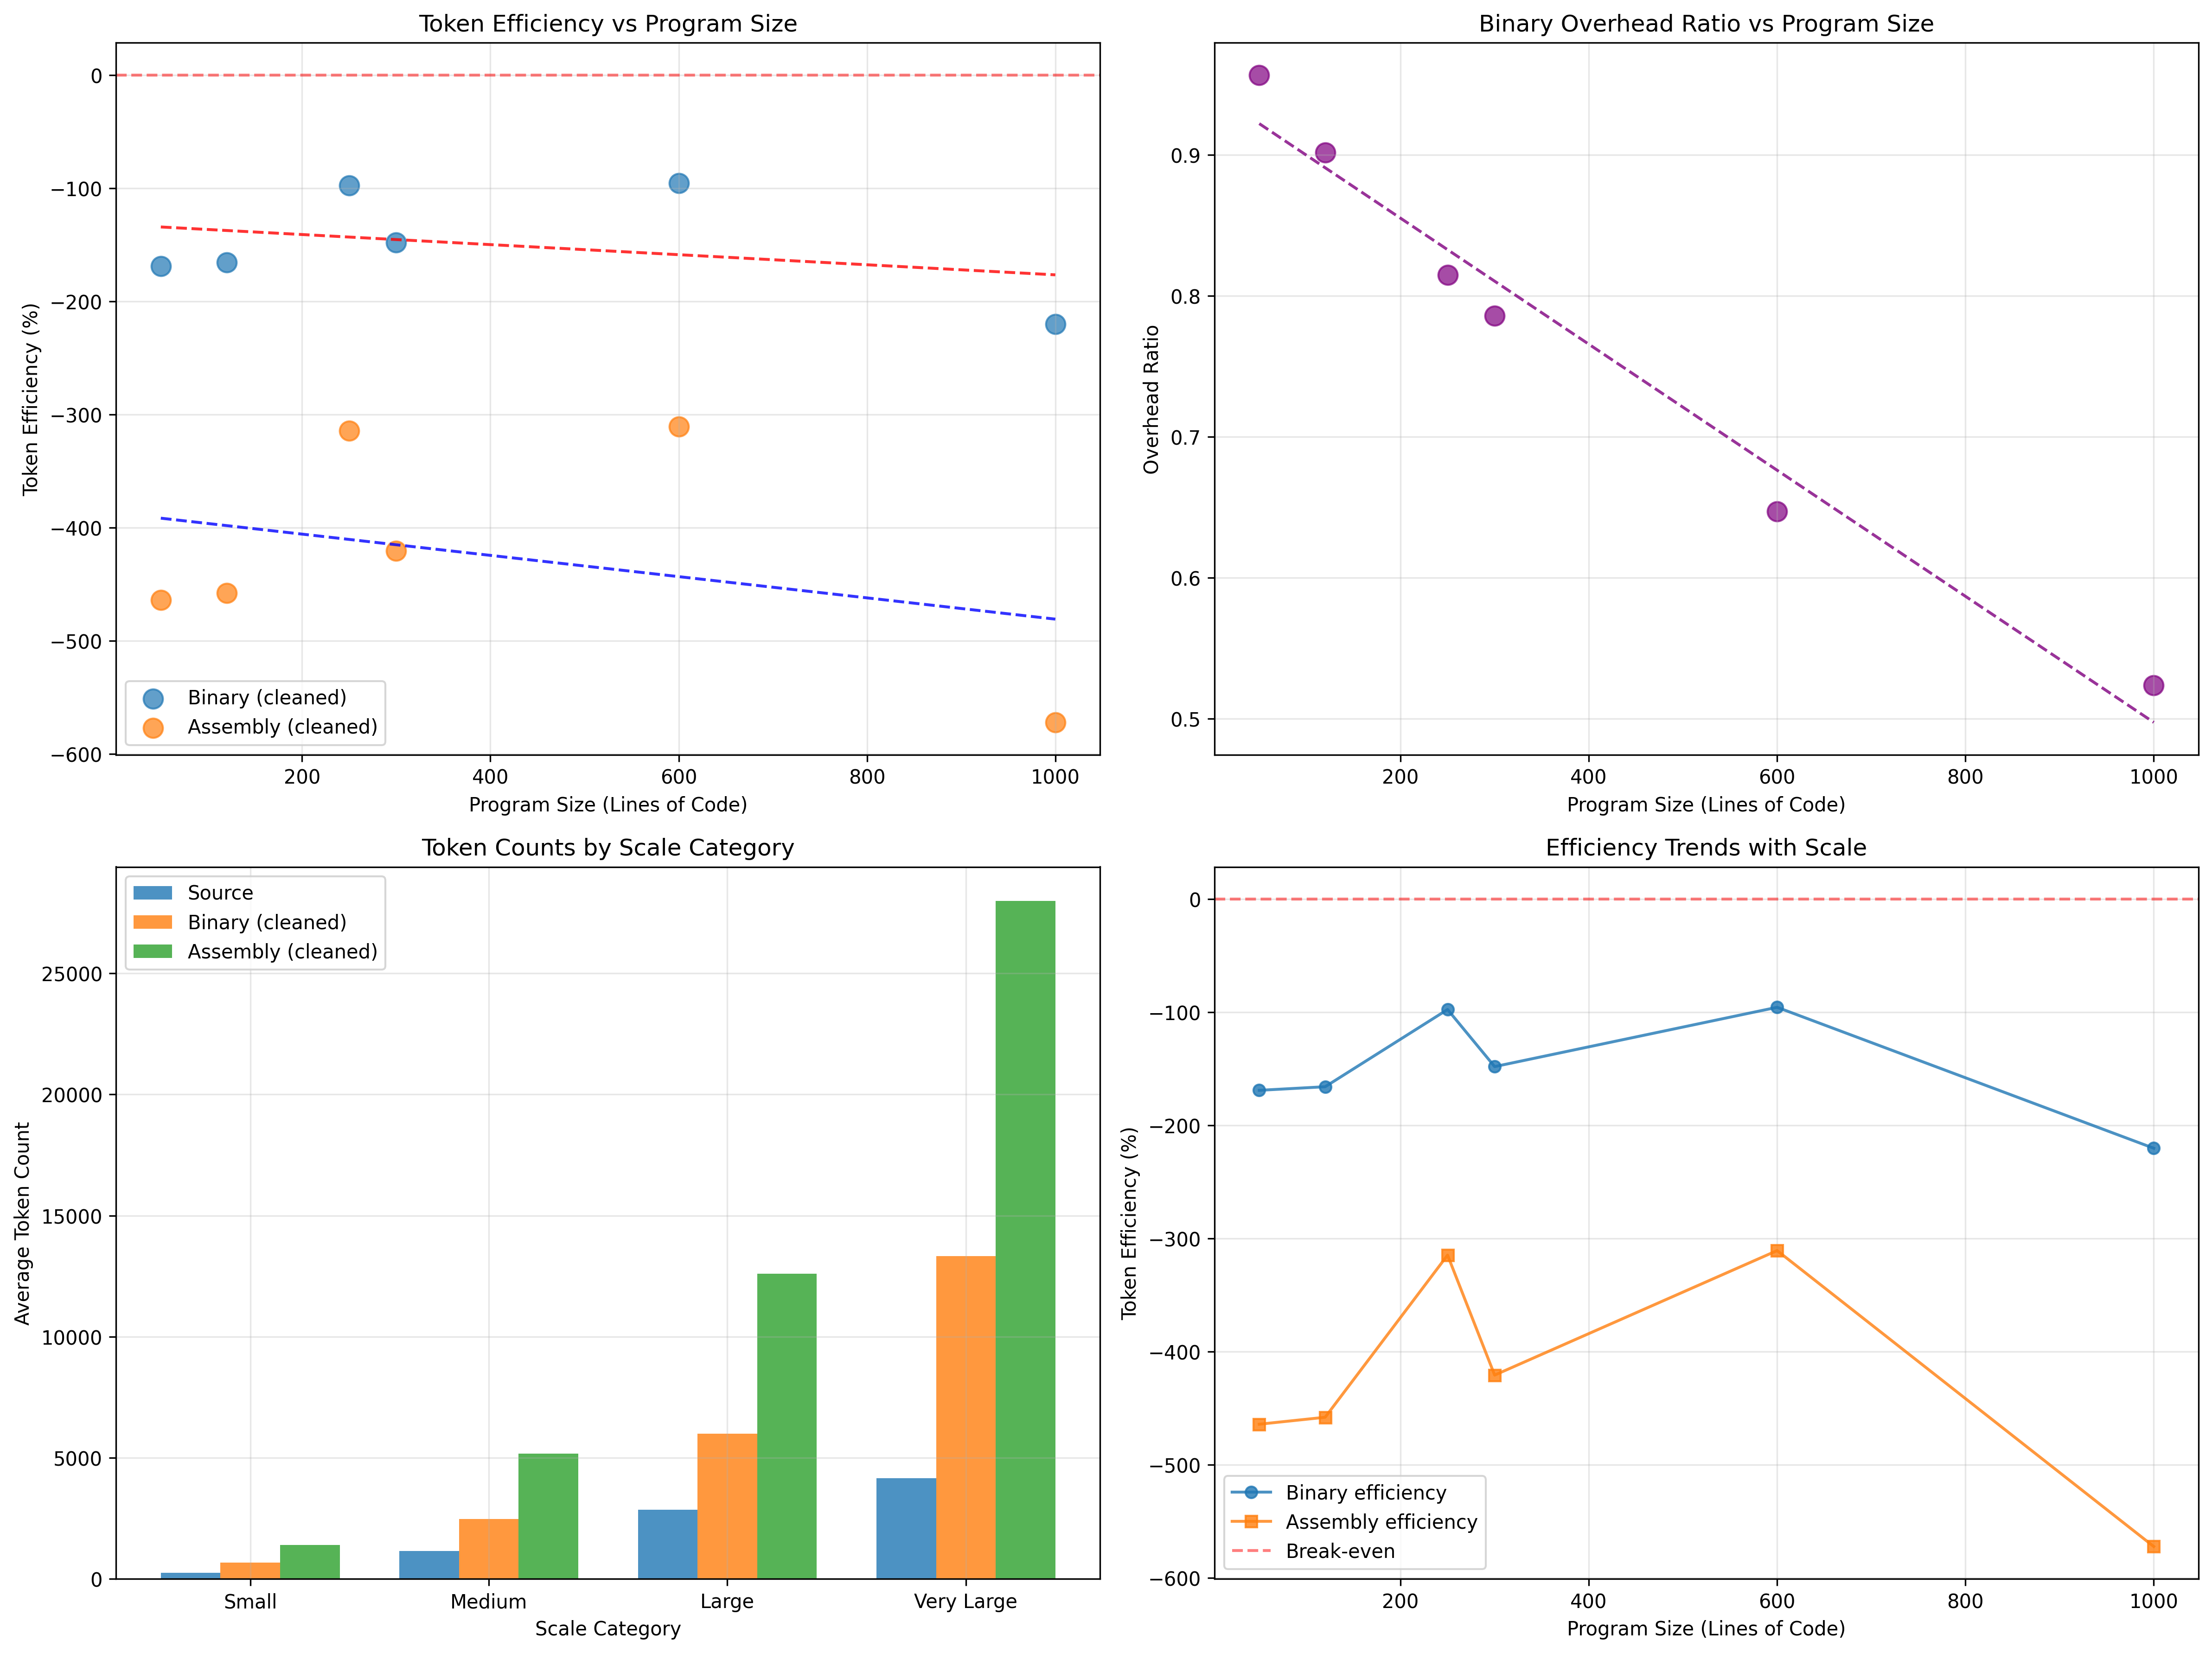 Token Efficiency vs Program Size
0
−100
−200
−300
−400
−500
−600
Token Efficiency (%)
Binary (cleaned)
Assembly (cleaned)
200
400
600
800
1000
Program Size (Lines of Code)
Binary Overhead Ratio vs Program Size
0.9
0.8
0.7
0.6
0.5
Overhead Ratio
200
400
600
800
1000
Program Size (Lines of Code)
Token Counts by Scale Category
Source
Binary (cleaned)
Assembly (cleaned)
25000
20000
15000
10000
5000
0
Average Token Count
Small
Medium
Large
Very Large
Scale Category
Efficiency Trends with Scale
0
−100
−200
−300
−400
−500
−600
Token Efficiency (%)
Binary efficiency
Assembly efficiency
Break-even
200
400
600
800
1000
Program Size (Lines of Code)